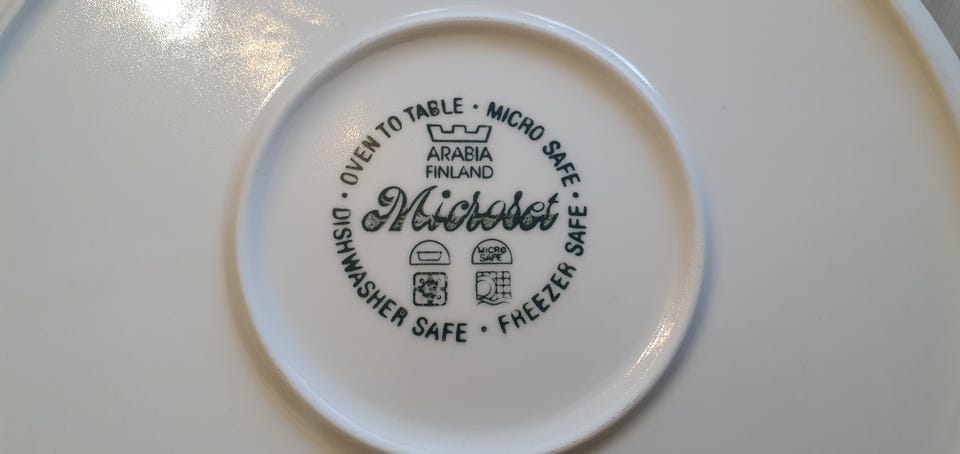 OVEN TO TABLE · MICRO SAFE · FREEZER SAFE · DISHWASHER SAFE ·
ARABIA
FINLAND
Microset
MICRO
SAFE